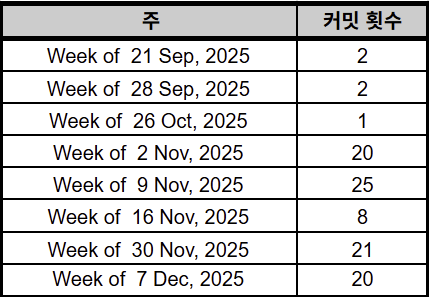 주 커밋 횟수
Week of 21 Sep, 2025 2
Week of 28 Sep, 2025 2
Week of 26 Oct, 2025 1
Week of 2 Nov, 2025 20
Week of 9 Nov, 2025 25
Week of 16 Nov, 2025 8
Week of 30 Nov, 2025 21
Week of 7 Dec, 2025 20